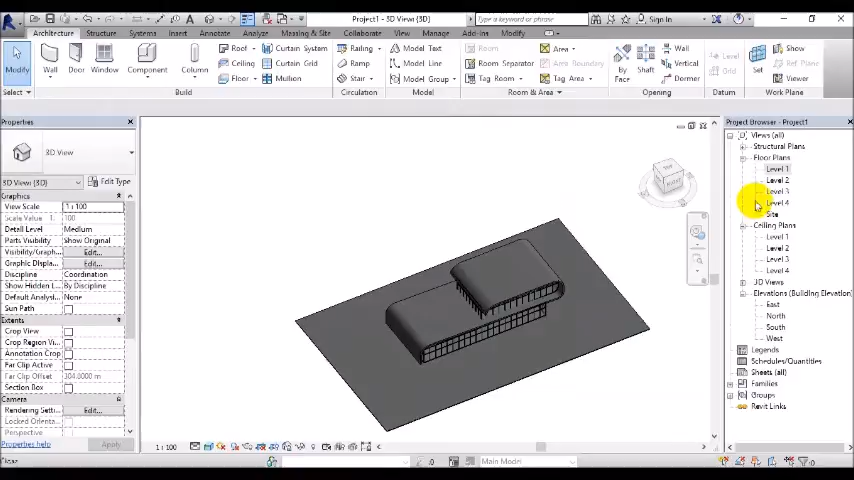 Project1 - 3D View {3D}
Type a keyword or phrase
Sign In
Architecture Structure Systems Insert Annotate Analyze Massing & Site Collaborate View Manage Add-Ins Modify
Modify
Wall
Door
Window
Component
Column
Roof
Ceiling
Floor
Curtain System
Curtain Grid
Mullion
Railing
Ramp
Stair
Model Text
Model Line
Model Group
Room
Room Separator
Tag Room
Area
Area Boundary
Tag Area
By Face
Shaft
Wall
Vertical
Dormer
Level
Grid
Set
Show
Ref Plane
Viewer
Select
Build
Circulation
Model
Room & Area
Opening
Datum
Work Plane
Properties
3D View
3D View: {3D}
Edit Type
Graphics
View Scale 1 : 100
Scale Value 1: 100
Detail Level Medium
Parts Visibility Show Original
Visibility/Graph... Edit...
Graphic Displa... Edit...
Discipline Coordination
Show Hidden L... By Discipline
Default Analysi... None
Sun Path
Extents
Crop View
Crop Region Vi...
Annotation Crop
Far Clip Active
Far Clip Offset 304.8000 m
Section Box
Camera
Rendering Setti... Edit...
Locked Orienta...
Perspective
Properties help
Apply
1 : 100
Project Browser - Project1
Views (all)
Structural Plans
Floor Plans
Level 1
Level 2
Level 3
Level 4
Site
Ceiling Plans
Level 1
Level 2
Level 3
Level 4
3D Views
Elevations (Building Elevation)
East
North
South
West
Legends
Schedules/Quantities
Sheets (all)
Families
Groups
Revit Links
:0
Main Model
:0